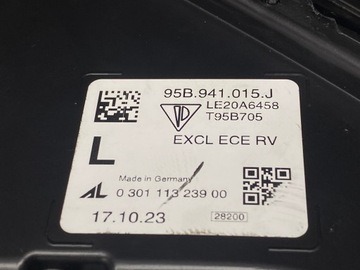 95B.941.015.J
LE20A6458
T95B705
EXCL ECE RV
L
Made in Germany
AL 0 301 113 239 00
17.10.23
28200